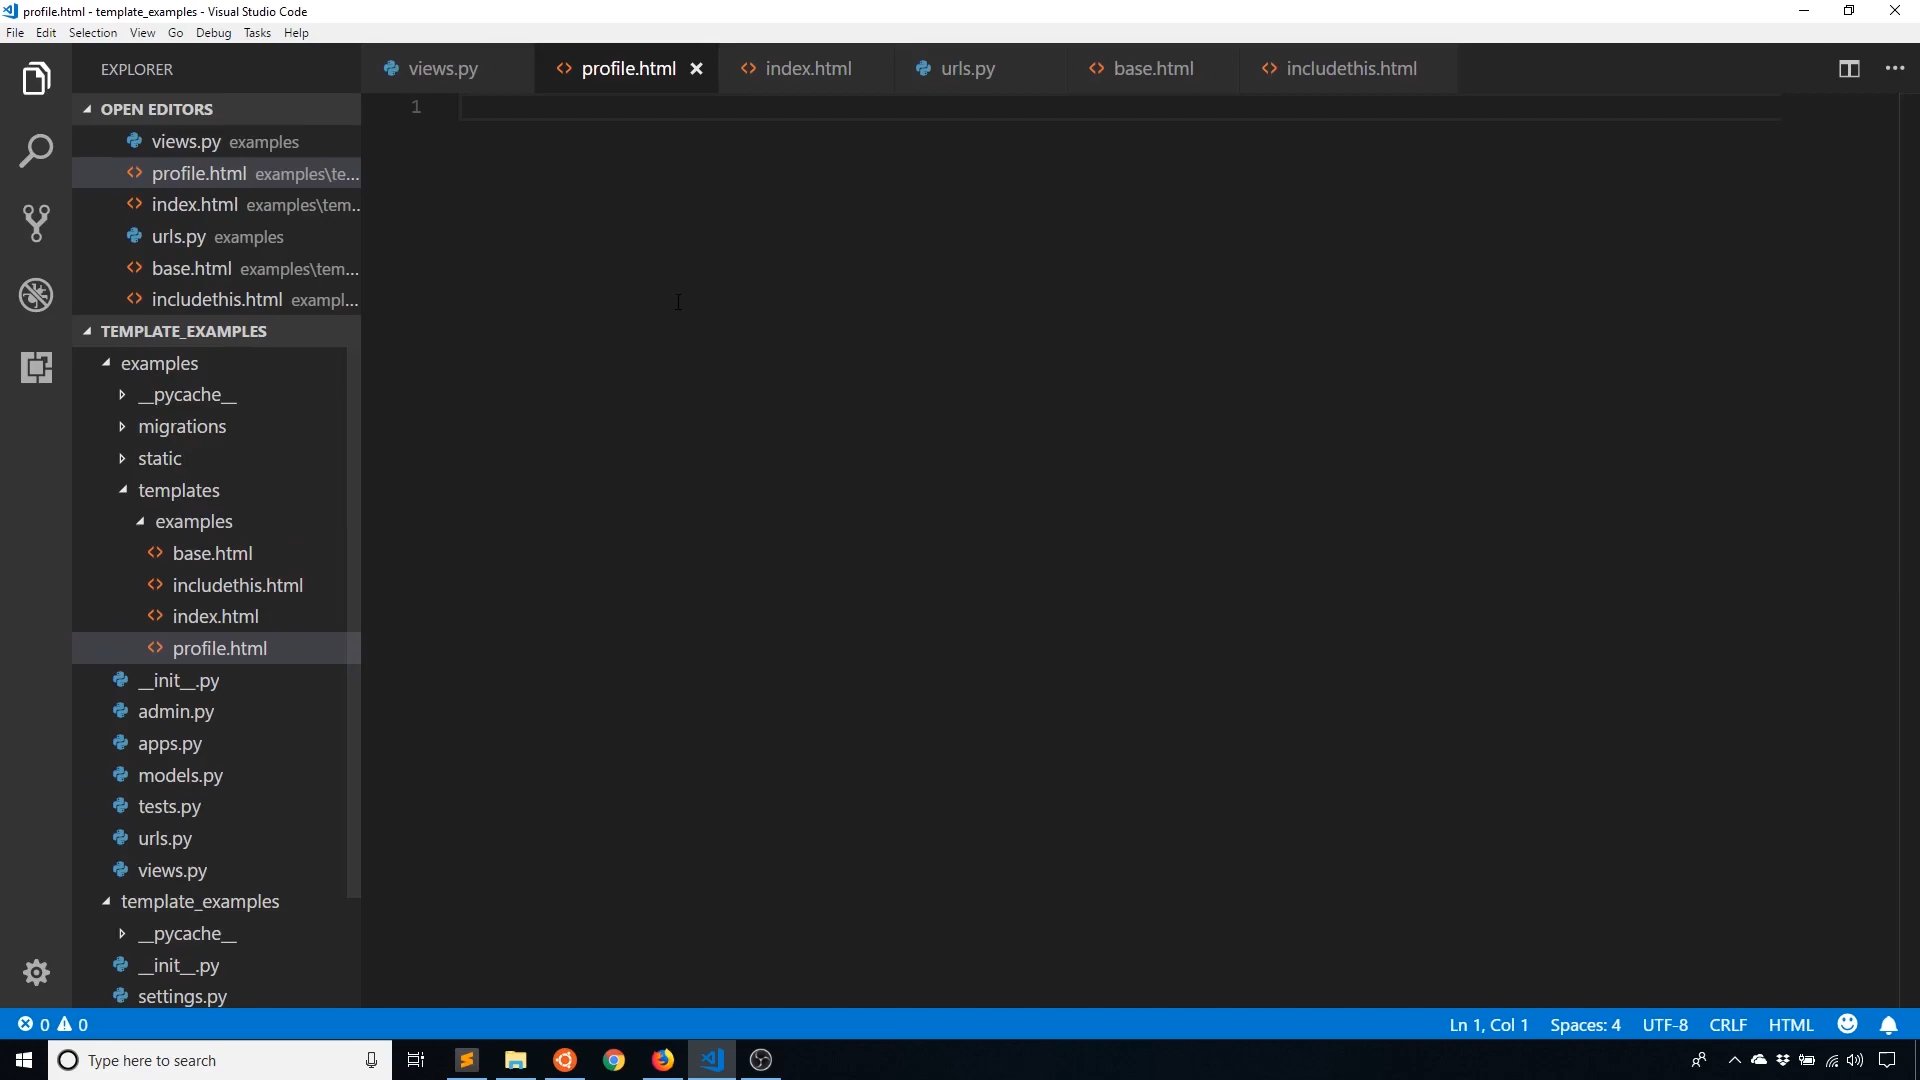 profile.html - template_examples - Visual Studio Code
File Edit Selection View Go Debug Tasks Help
EXPLORER
views.py profile.html index.html urls.py base.html includethis.html
OPEN EDITORS
1
views.py examples
profile.html examples\te...
index.html examples\tem...
urls.py examples
base.html examples\tem...
includethis.html exampl...
TEMPLATE_EXAMPLES
examples
__pycache__
migrations
static
templates
examples
base.html
includethis.html
index.html
profile.html
__init__.py
admin.py
apps.py
models.py
tests.py
urls.py
views.py
template_examples
__pycache__
__init__.py
settings.py
0 0 Ln 1, Col 1 Spaces: 4 UTF-8 CRLF HTML
Type here to search